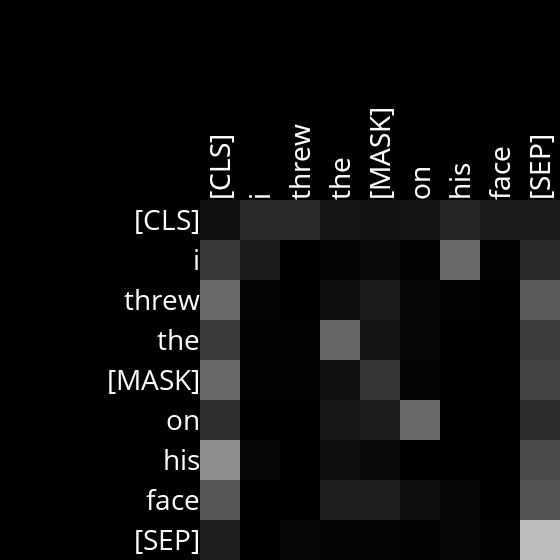 [CLS] i threw the [MASK] on his face [SEP]
[CLS]
i
threw
the
[MASK]
on
his
face
[SEP]